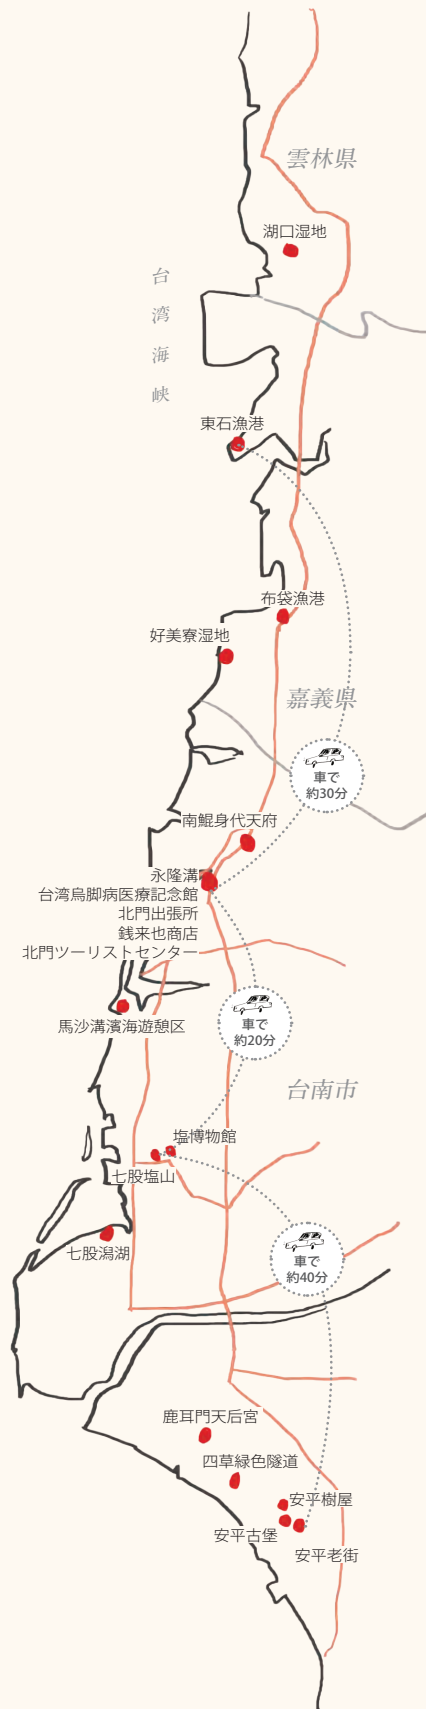 雲林県
湖口湿地
台湾海峡
東石漁港
布袋漁港
好美寮湿地
嘉義県
車で
約30分
南鯤身代天府
永隆溝
台湾烏脚病医療記念館
北門出張所
銭来也商店
北門ツーリストセンター
馬沙溝濱海遊憩区
車で
約20分
台南市
塩博物館
七股塩山
七股潟湖
車で
約40分
鹿耳門天后宮
四草緑色隧道
安平樹屋
安平古堡
安平老街